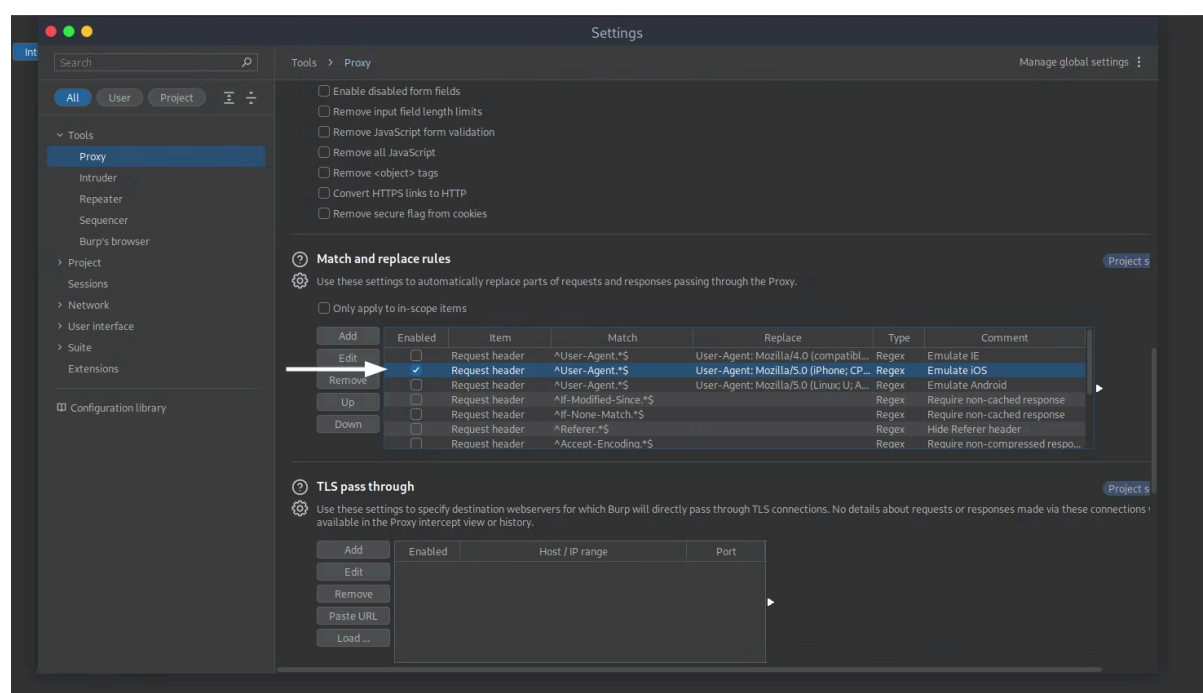 Settings
Int
Search
Tools > Proxy
Manage global settings
All User Project
Tools
Proxy
Intruder
Repeater
Sequencer
Burp's browser
Project
Sessions
Network
User interface
Suite
Extensions
Configuration library
Enable disabled form fields
Remove input field length limits
Remove JavaScript form validation
Remove all JavaScript
Remove <object> tags
Convert HTTPS links to HTTP
Remove secure flag from cookies
Match and replace rules
Project s
Use these settings to automatically replace parts of requests and responses passing through the Proxy.
Only apply to in-scope items
Add
Edit
Remove
Up
Down
Enabled Item Match Replace Type Comment
Request header ^User-Agent.*$ User-Agent: Mozilla/4.0 (compatibl... Regex Emulate IE
Request header ^User-Agent.*$ User-Agent: Mozilla/5.0 (iPhone; CP... Regex Emulate iOS
Request header ^User-Agent.*$ User-Agent: Mozilla/5.0 (Linux; U; A... Regex Emulate Android
Request header ^If-Modified-Since.*$ Regex Require non-cached response
Request header ^If-None-Match.*$ Regex Require non-cached response
Request header ^Referer.*$ Regex Hide Referer header
Request header ^Accept-Encoding.*$ Regex Require non-compressed respo...
TLS pass through
Project s
Use these settings to specify destination webservers for which Burp will directly pass through TLS connections. No details about requests or responses made via these connections
available in the Proxy intercept view or history.
Add
Edit
Remove
Paste URL
Load ...
Enabled Host / IP range Port